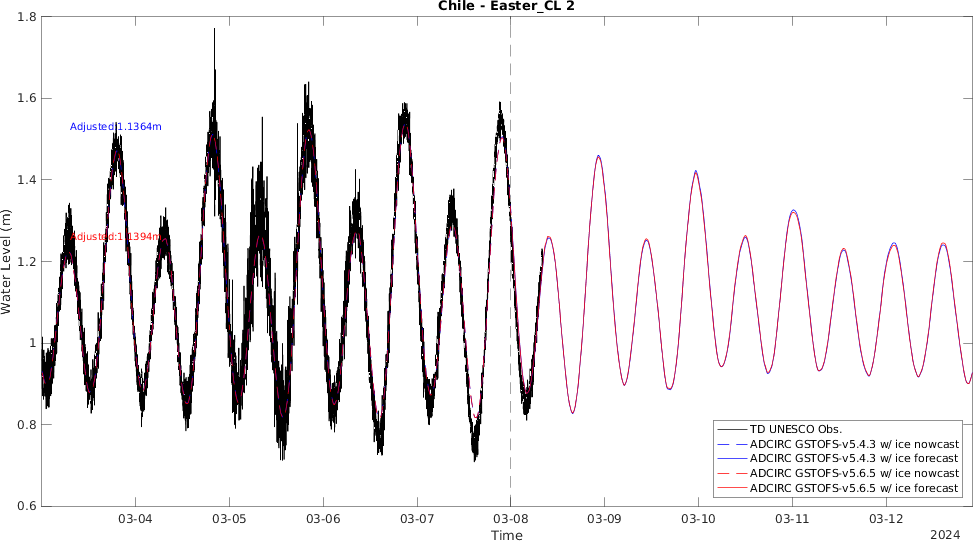 Chile - Easter_CL 2
1.8
1.6
1.4
1.2
1
0.8
0.6
Water Level (m)
Adjusted:1.1364m
Adjusted:1.1394m
TD UNESCO Obs.
ADCIRC GSTOFS-v5.4.3 w/ ice nowcast
ADCIRC GSTOFS-v5.4.3 w/ ice forecast
ADCIRC GSTOFS-v5.6.5 w/ ice nowcast
ADCIRC GSTOFS-v5.6.5 w/ ice forecast
03-04 03-05 03-06 03-07 03-08 03-09 03-10 03-11 03-12
Time
2024